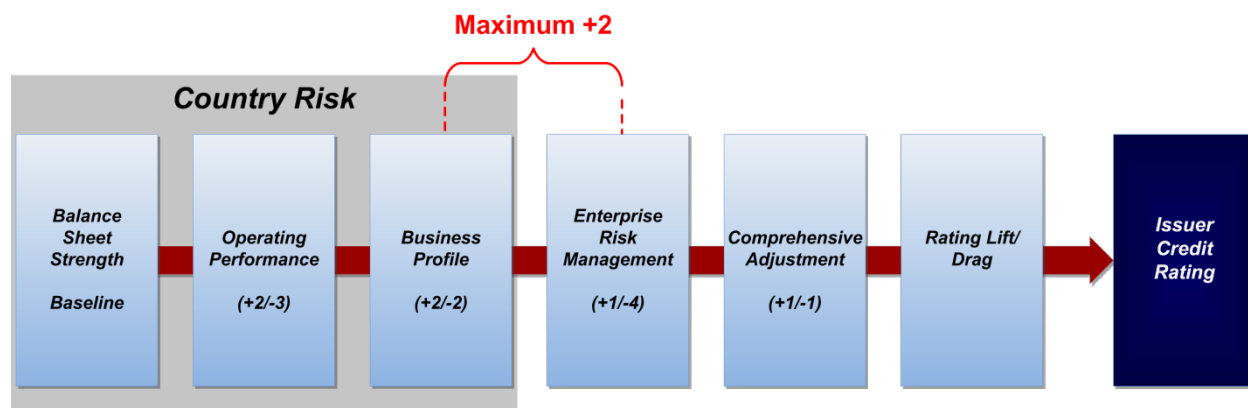 Maximum +2
Country Risk
Balance
Sheet
Strength
Baseline
Operating
Performance
(+2/-3)
Business
Profile
(+2/-2)
Enterprise
Risk
Management
(+1/-4)
Comprehensive
Adjustment
(+1/-1)
Rating Lift/
Drag
Issuer
Credit
Rating